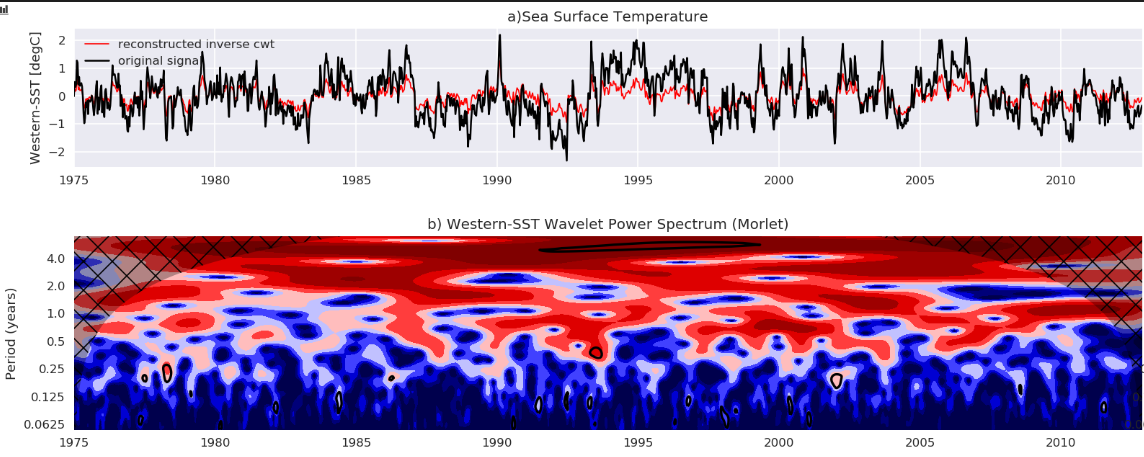 a)Sea Surface Temperature
Western-SST [degC]
2
1
0
−1
−2
reconstructed inverse cwt
original signal
1975 1980 1985 1990 1995 2000 2005 2010
b) Western-SST Wavelet Power Spectrum (Morlet)
Period (years)
4.0
2.0
1.0
0.5
0.25
0.125
0.0625
1975 1980 1985 1990 1995 2000 2005 2010